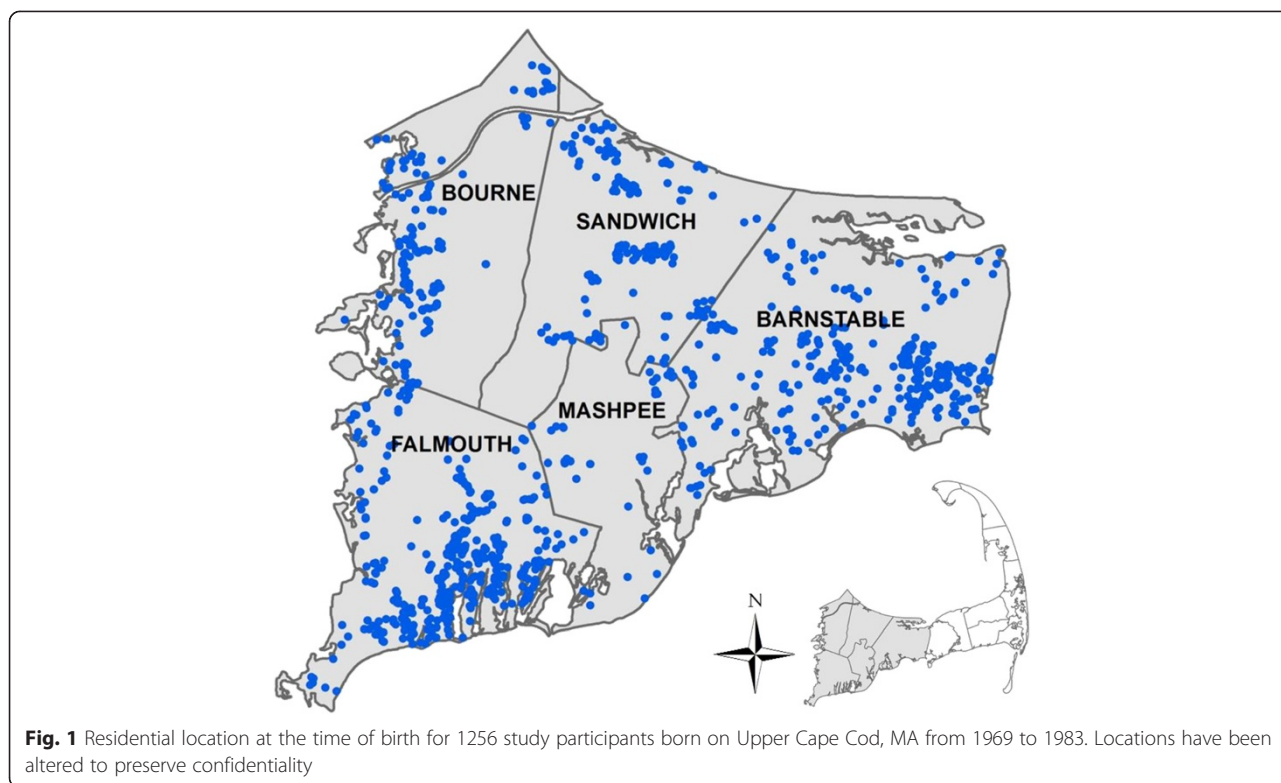 BOURNE
SANDWICH
BARNSTABLE
MASHPEE
FALMOUTH
N
Fig. 1 Residential location at the time of birth for 1256 study participants born on Upper Cape Cod, MA from 1969 to 1983. Locations have been
altered to preserve confidentiality